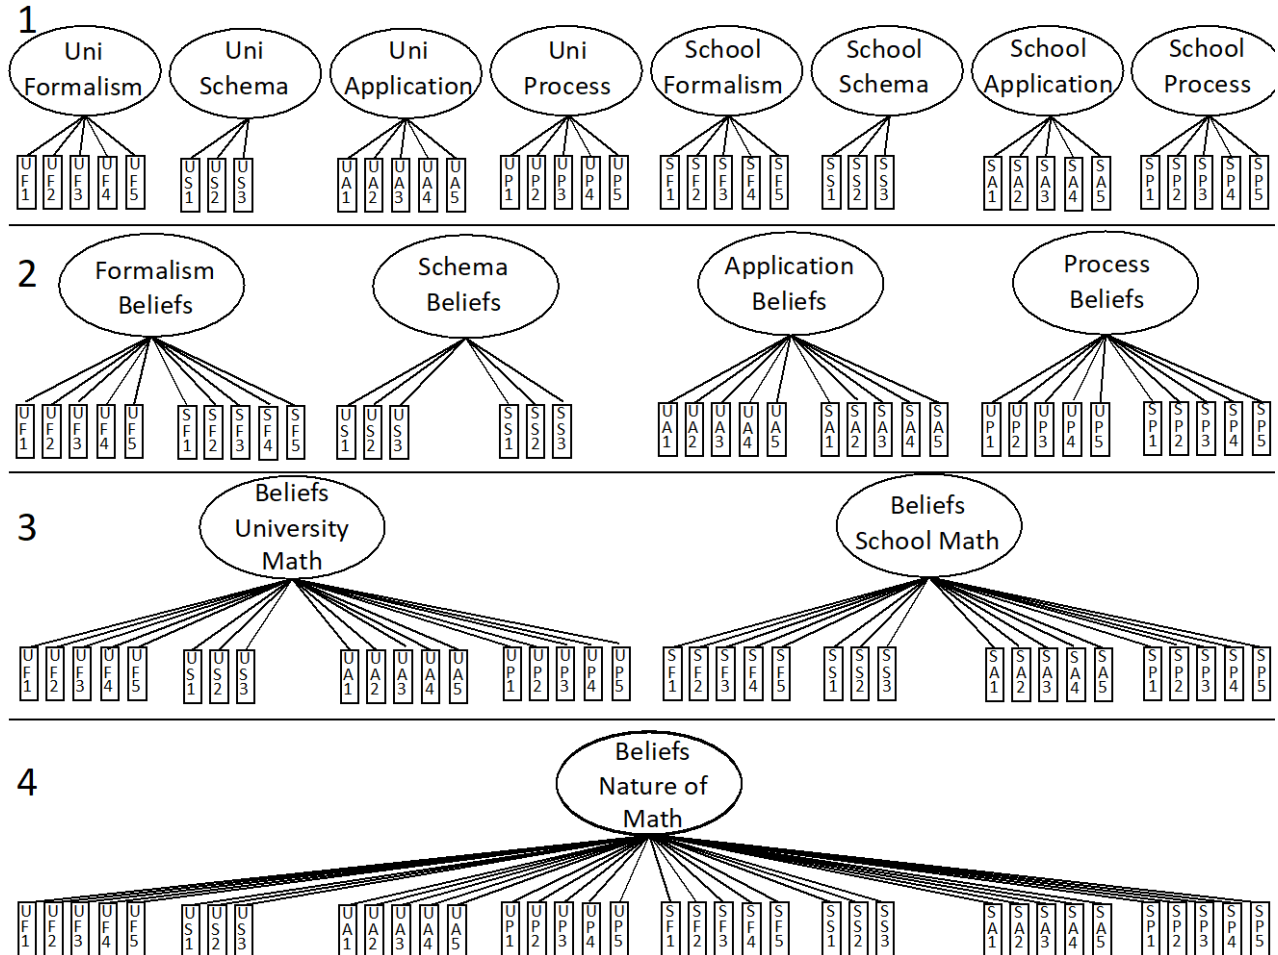 1
Uni Formalism
Uni Schema
Uni Application
Uni Process
School Formalism
School Schema
School Application
School Process
UF1 UF2 UF3 UF4 UF5 US1 US2 US3 UA1 UA2 UA3 UA4 UA5 UP1 UP2 UP3 UP4 UP5 SF1 SF2 SF3 SF4 SF5 SS1 SS2 SS3 SA1 SA2 SA3 SA4 SA5 SP1 SP2 SP3 SP4 SP5
2
Formalism Beliefs
Schema Beliefs
Application Beliefs
Process Beliefs
UF1 UF2 UF3 UF4 UF5 SF1 SF2 SF3 SF4 SF5 US1 US2 US3 SS1 SS2 SS3 UA1 UA2 UA3 UA4 UA5 SA1 SA2 SA3 SA4 SA5 UP1 UP2 UP3 UP4 UP5 SP1 SP2 SP3 SP4 SP5
3
Beliefs University Math
Beliefs School Math
UF1 UF2 UF3 UF4 UF5 US1 US2 US3 UA1 UA2 UA3 UA4 UA5 UP1 UP2 UP3 UP4 UP5 SF1 SF2 SF3 SF4 SF5 SS1 SS2 SS3 SA1 SA2 SA3 SA4 SA5 SP1 SP2 SP3 SP4 SP5
4
Beliefs Nature of Math
UF1 UF2 UF3 UF4 UF5 US1 US2 US3 UA1 UA2 UA3 UA4 UA5 UP1 UP2 UP3 UP4 UP5 SF1 SF2 SF3 SF4 SF5 SS1 SS2 SS3 SA1 SA2 SA3 SA4 SA5 SP1 SP2 SP3 SP4 SP5